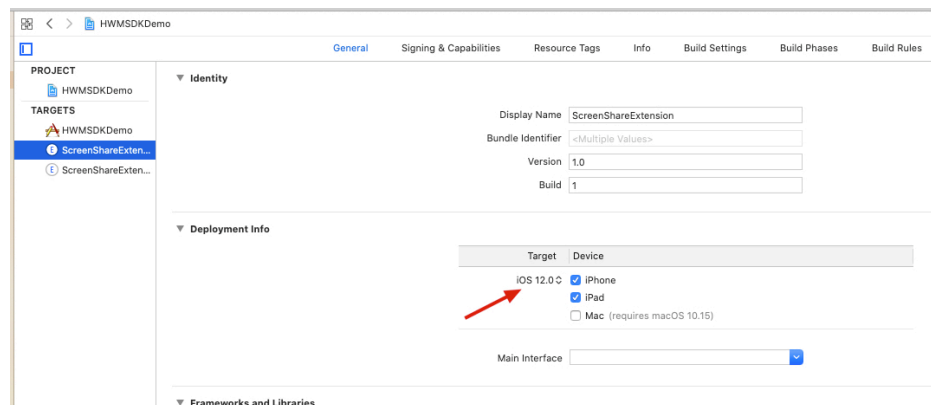 HWMSDKDemo
General Signing & Capabilities Resource Tags Info Build Settings Build Phases Build Rules
PROJECT
HWMSDKDemo
TARGETS
HWMSDKDemo
ScreenShareExten...
ScreenShareExten...
Identity
Display Name ScreenShareExtension
Bundle Identifier <Multiple Values>
Version 1.0
Build 1
Deployment Info
Target Device
iOS 12.0 iPhone
iPad
Mac (requires macOS 10.15)
Main Interface
Frameworks and Libraries